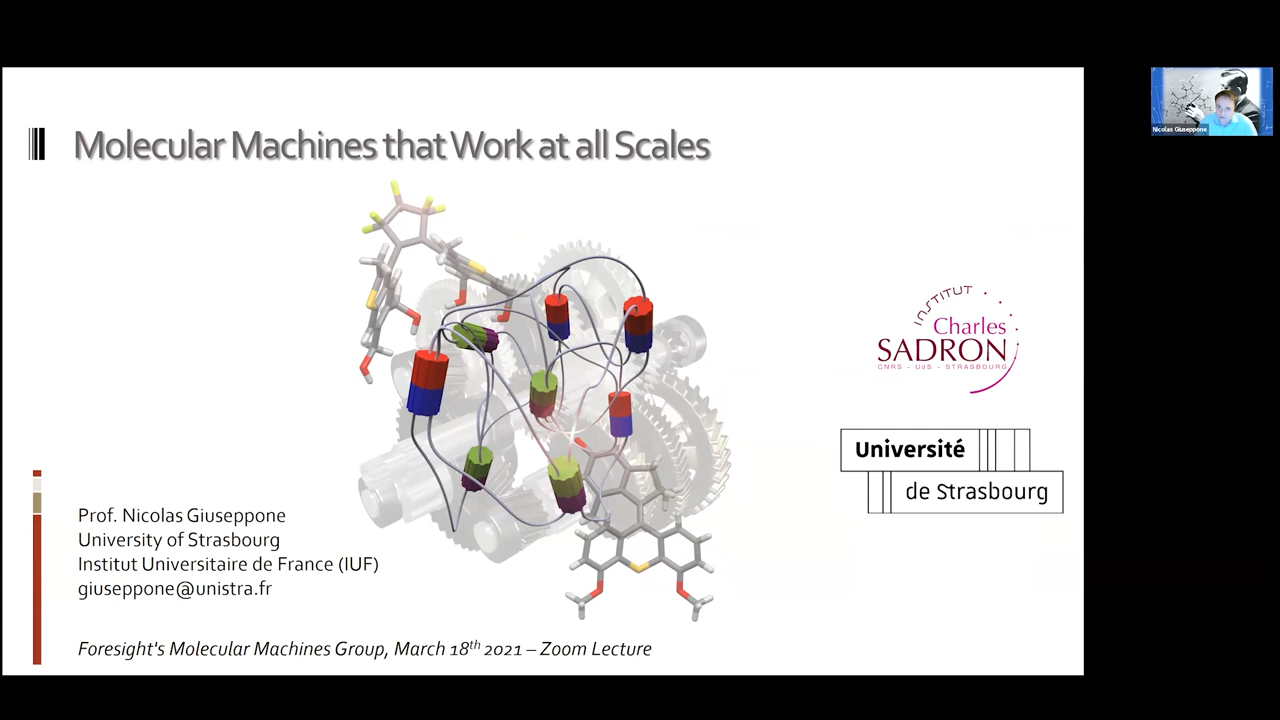 Molecular Machines that Work at all Scales
Nicolas Giuseppone
INSTITUT
Charles
SADRON
CNRS - UdS - STRASBOURG
Université
de Strasbourg
Prof. Nicolas Giuseppone
University of Strasbourg
Institut Universitaire de France (IUF)
giuseppone@unistra.fr
Foresight's Molecular Machines Group, March 18th 2021 – Zoom Lecture